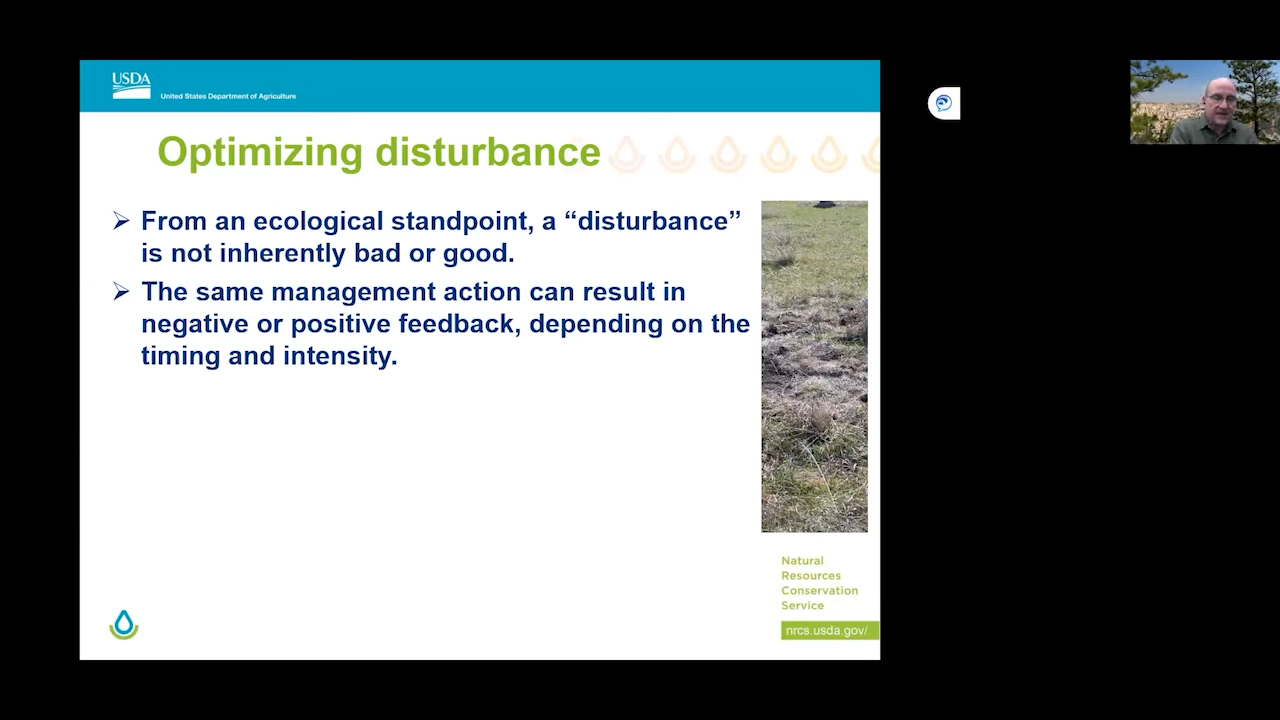 USDA
United States Department of Agriculture
Optimizing disturbance
From an ecological standpoint, a “disturbance”
is not inherently bad or good.
The same management action can result in
negative or positive feedback, depending on the
timing and intensity.
Natural
Resources
Conservation
Service
nrcs.usda.gov/